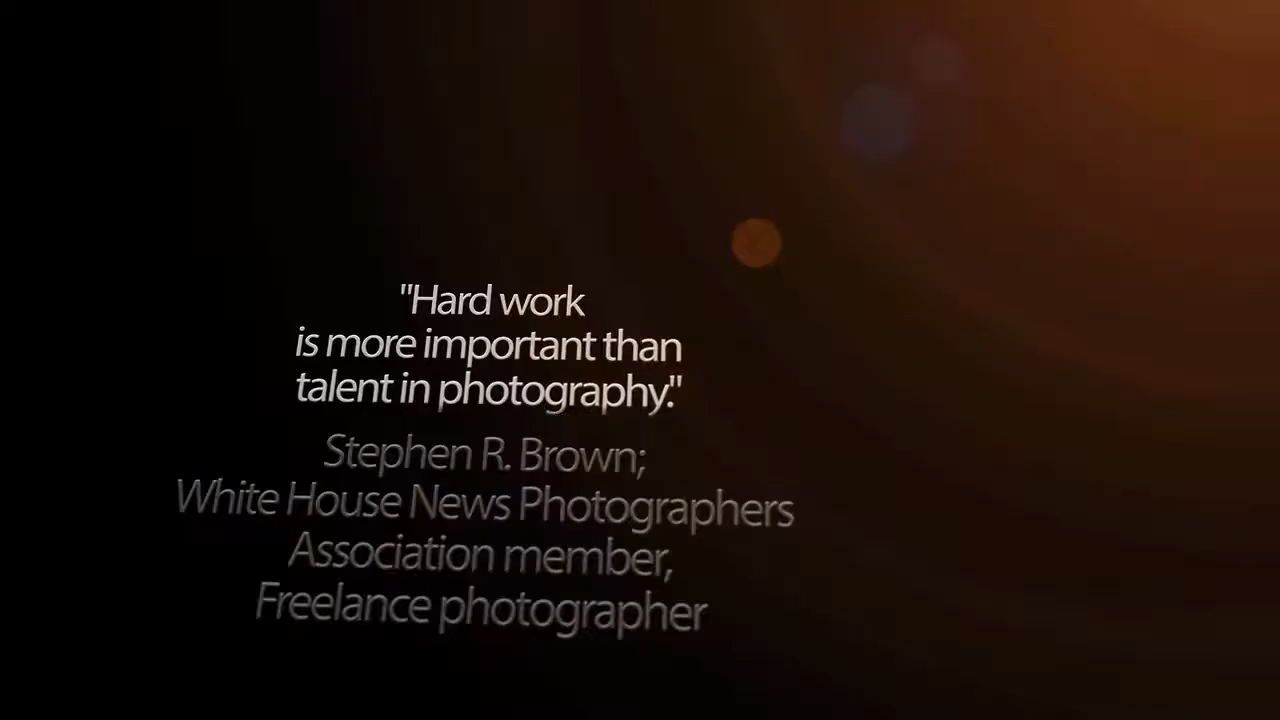 "Hard work
is more important than
talent in photography."
Stephen R. Brown;
White House News Photographers
Association member,
Freelance photographer